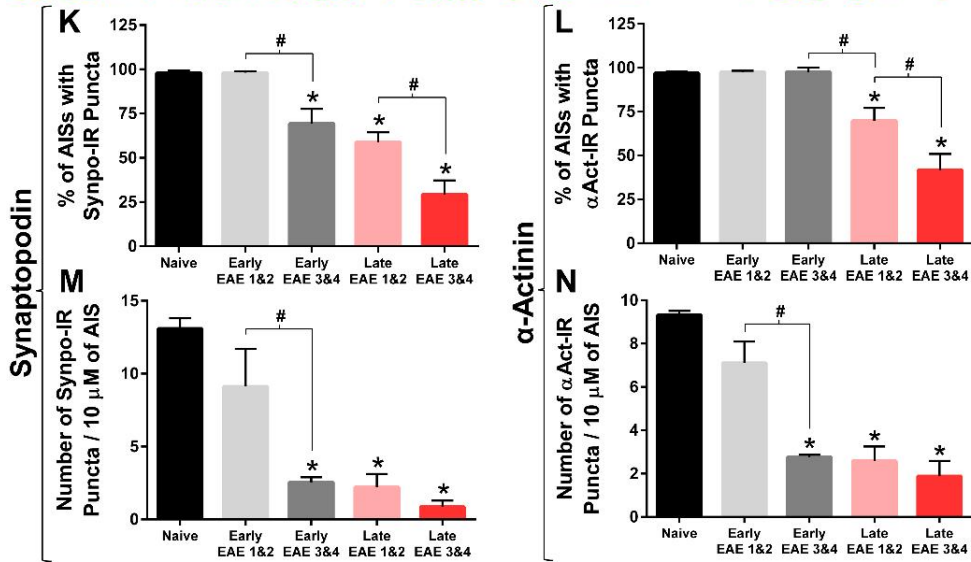 Synaptopodin
K
% of AISs with
Synpo-IR Puncta
125
100
75
50
25
0
#
*
#
*
*
Naive
Early
EAE 1&2
Early
EAE 3&4
Late
EAE 1&2
Late
EAE 3&4
M
Number of Synpo-IR
Puncta / 10 μM of AIS
15
10
5
0
#
*
*
*
Naive
Early
EAE 1&2
Early
EAE 3&4
Late
EAE 1&2
Late
EAE 3&4
α-Actinin
L
% of AISs with
αAct-IR Puncta
125
100
75
50
25
0
#
#
*
*
Naive
Early
EAE 1&2
Early
EAE 3&4
Late
EAE 1&2
Late
EAE 3&4
N
Number of αAct-IR
Puncta / 10 μM of AIS
10
8
6
4
2
0
#
*
*
*
Naive
Early
EAE 1&2
Early
EAE 3&4
Late
EAE 1&2
Late
EAE 3&4